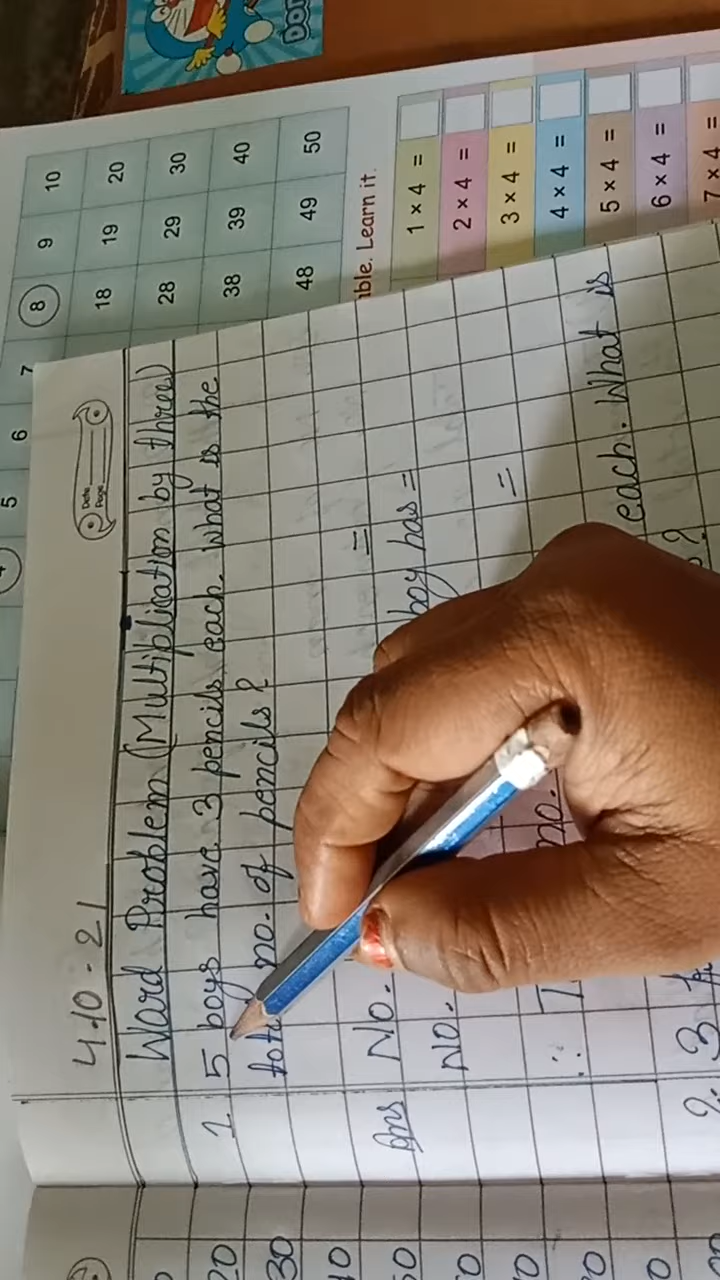 DO
9 10
18 19 20
28 29 30
38 39 40
48 49 50
5 6 7 8
Learn it.
1 × 4 =
2 × 4 =
3 × 4 =
4 × 4 =
5 × 4 =
6 × 4 =
7 × 4 =
Date
Page
4-10-21
Word Problem (Multiplication by three)
1 5 boys have 3 pencils each. What is the
no. of pencils?
Ans No. =
No. boy has =
∴ =
2. 3 each. What is
?
20
30